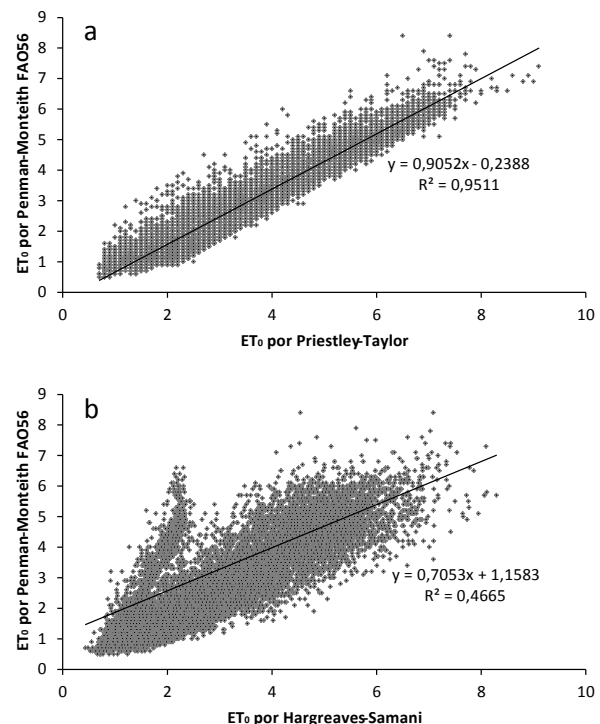 a
9
8
7
6
5
4
3
2
1
0
ET₀ por Penman-Monteith FAO56
y = 0,9052x - 0,2388
R² = 0,9511
0 2 4 6 8 10
ET₀ por Priestley-Taylor
b
9
8
7
6
5
4
3
2
1
0
ET₀ por Penman-Monteith FAO56
y = 0,7053x + 1,1583
R² = 0,4665
0 2 4 6 8 10
ET₀ por Hargreaves-Samani